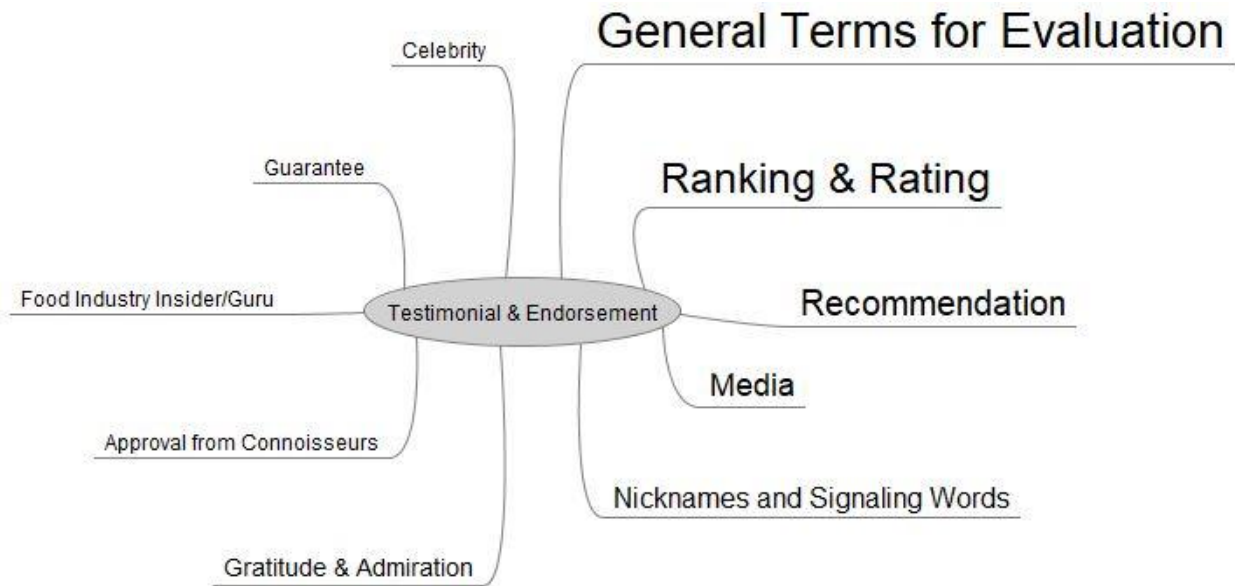 General Terms for Evaluation
Celebrity
Guarantee
Ranking & Rating
Food Industry Insider/Guru
Testimonial & Endorsement
Recommendation
Media
Approval from Connoisseurs
Nicknames and Signaling Words
Gratitude & Admiration